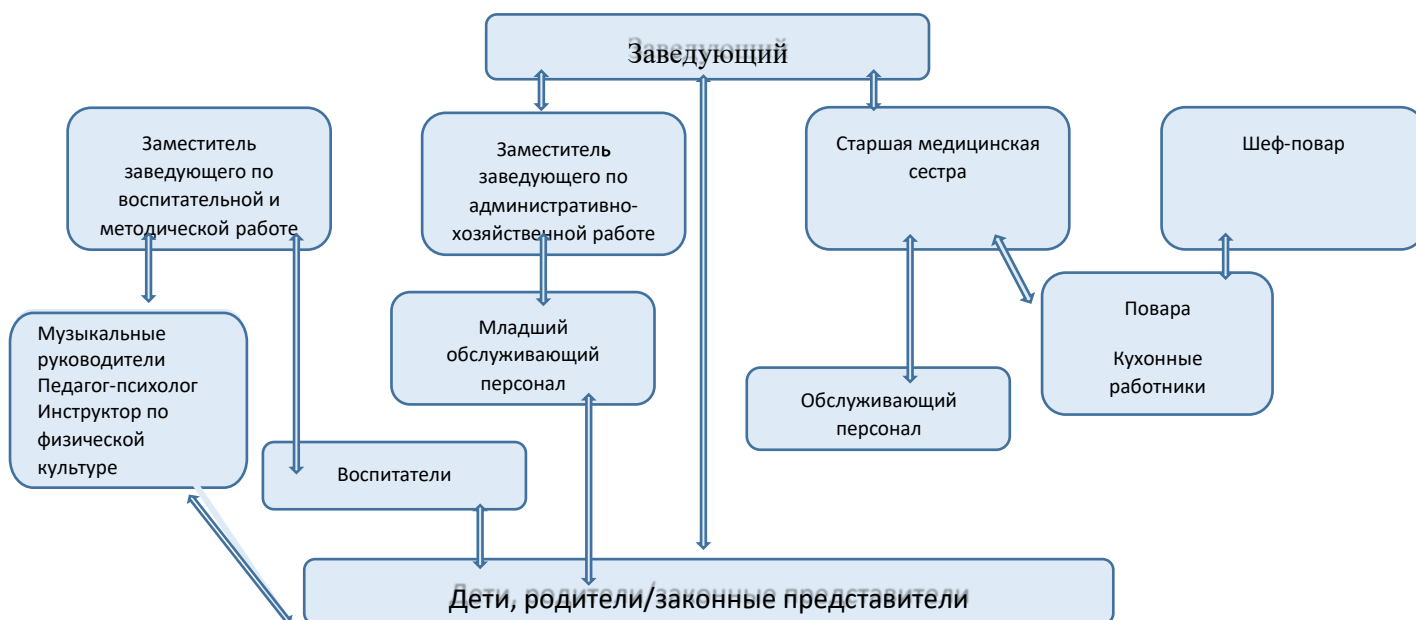 Заведующий
Заместитель
заведующего по
воспитательной и
методической работе
Заместитель
заведующего по
административно-
хозяйственной работе
Старшая медицинская
сестра
Шеф-повар
Музыкальные
руководители
Педагог-психолог
Инструктор по
физической
культуре
Младший
обслуживающий
персонал
Повара
Кухонные
работники
Обслуживающий
персонал
Воспитатели
Дети, родители/законные представители